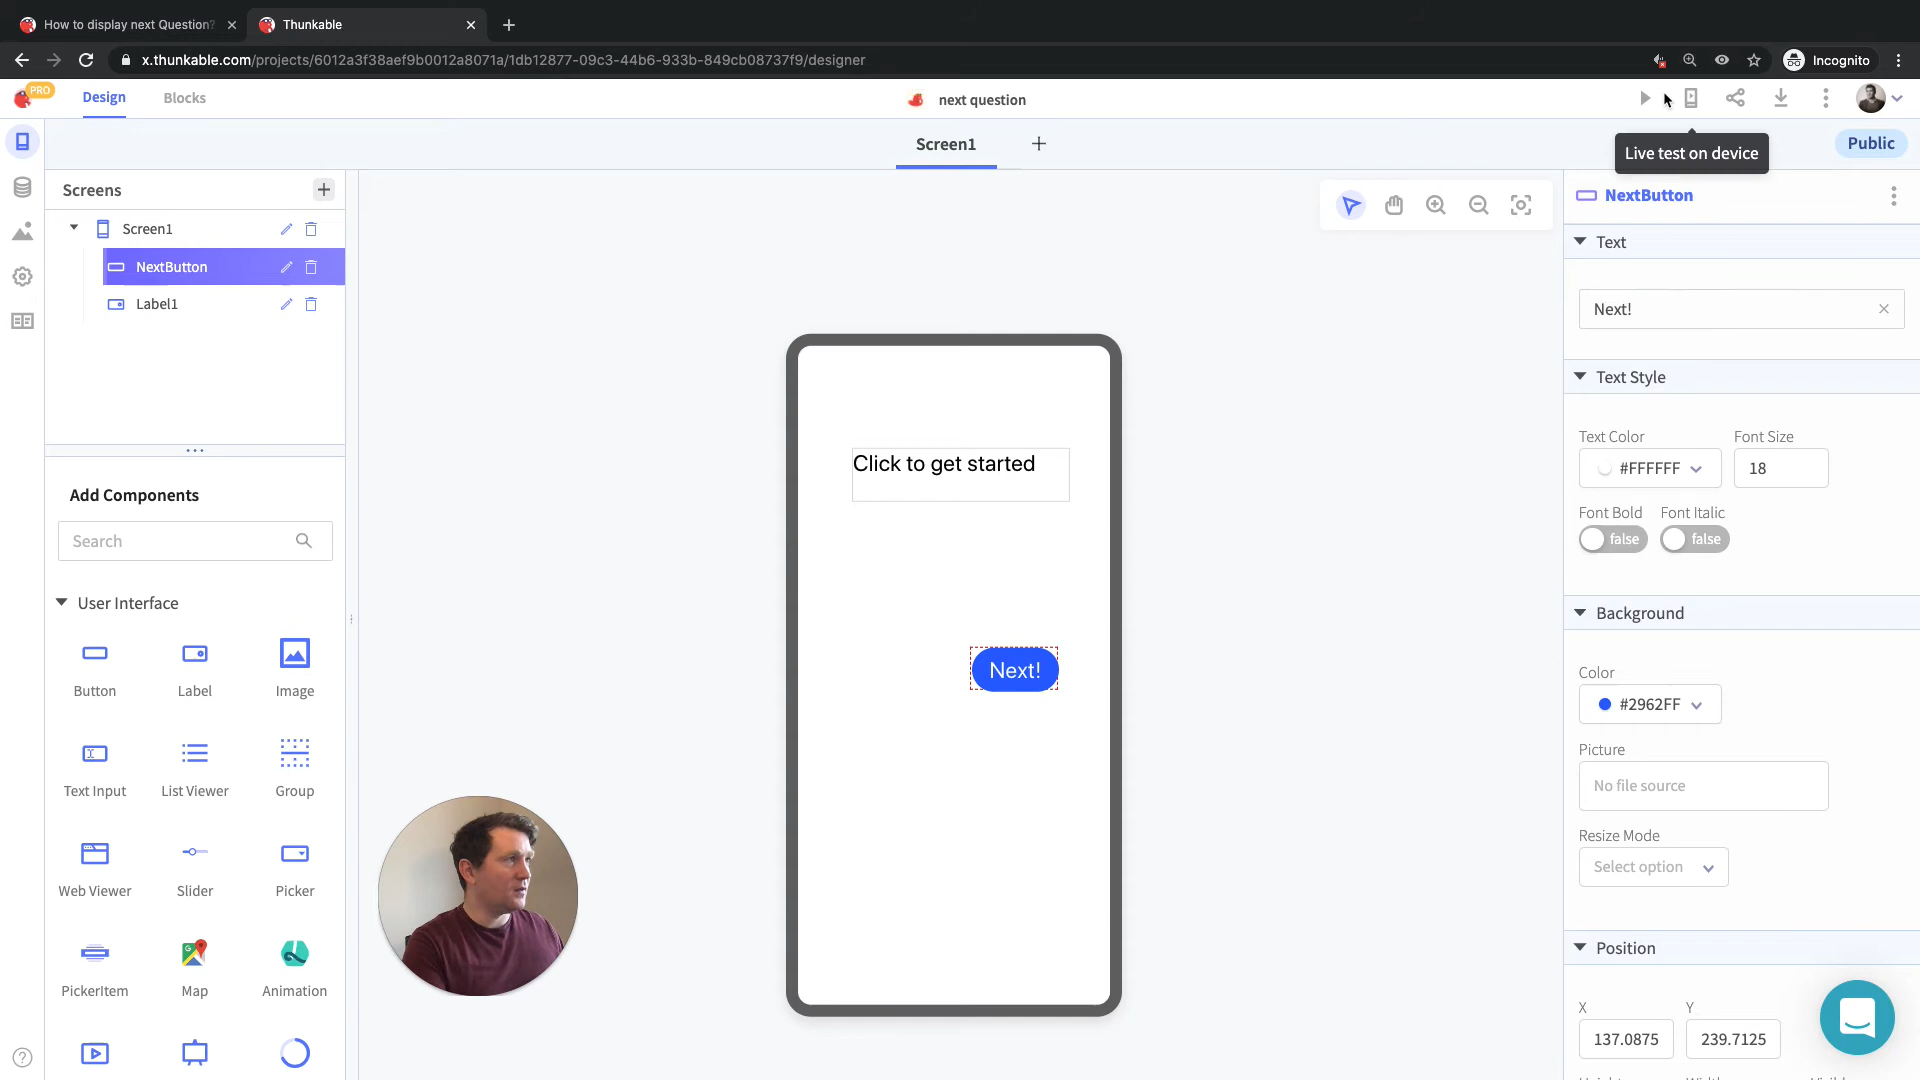 How to display next Question?
Thunkable
x.thunkable.com/projects/6012a3f38aef9b0012a8071a/1db12877-09c3-44b6-933b-849cb08737f9/designer
Incognito
PRO
Design
Blocks
next question
Screen1
Live test on device
Public
Screens
Screen1
NextButton
Label1
Add Components
Search
User Interface
Button
Label
Image
Text Input
List Viewer
Group
Web Viewer
Slider
Picker
PickerItem
Map
Animation
Click to get started
Next!
NextButton
Text
Next!
Text Style
Text Color
Font Size
#FFFFFF
18
Font Bold
Font Italic
false
false
Background
Color
#2962FF
Picture
No file source
Resize Mode
Select option
Position
X
Y
137.0875
239.7125